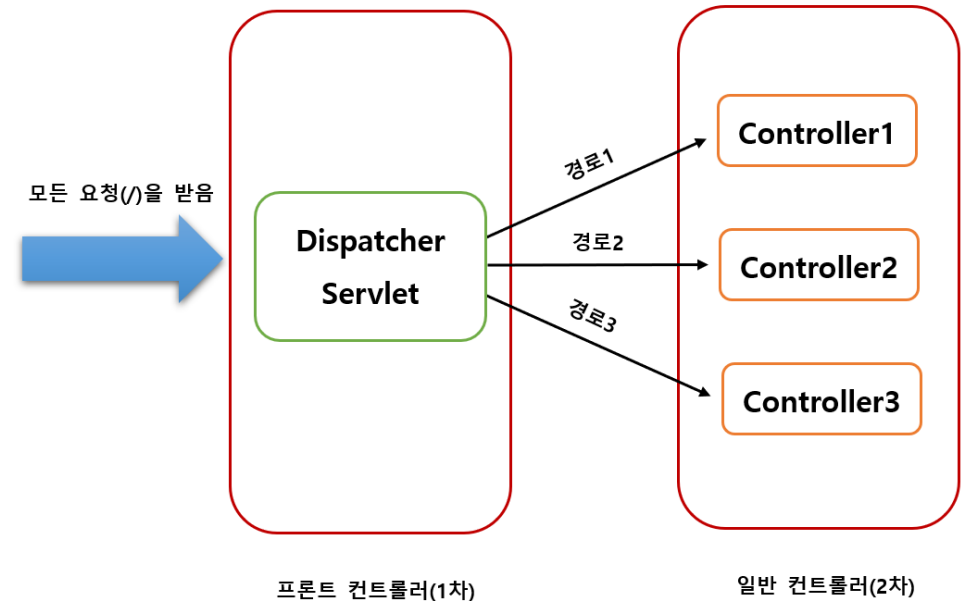 모든 요청(/)을 받음
Dispatcher
Servlet
경로1
경로2
경로3
Controller1
Controller2
Controller3
프론트 컨트롤러(1차)
일반 컨트롤러(2차)